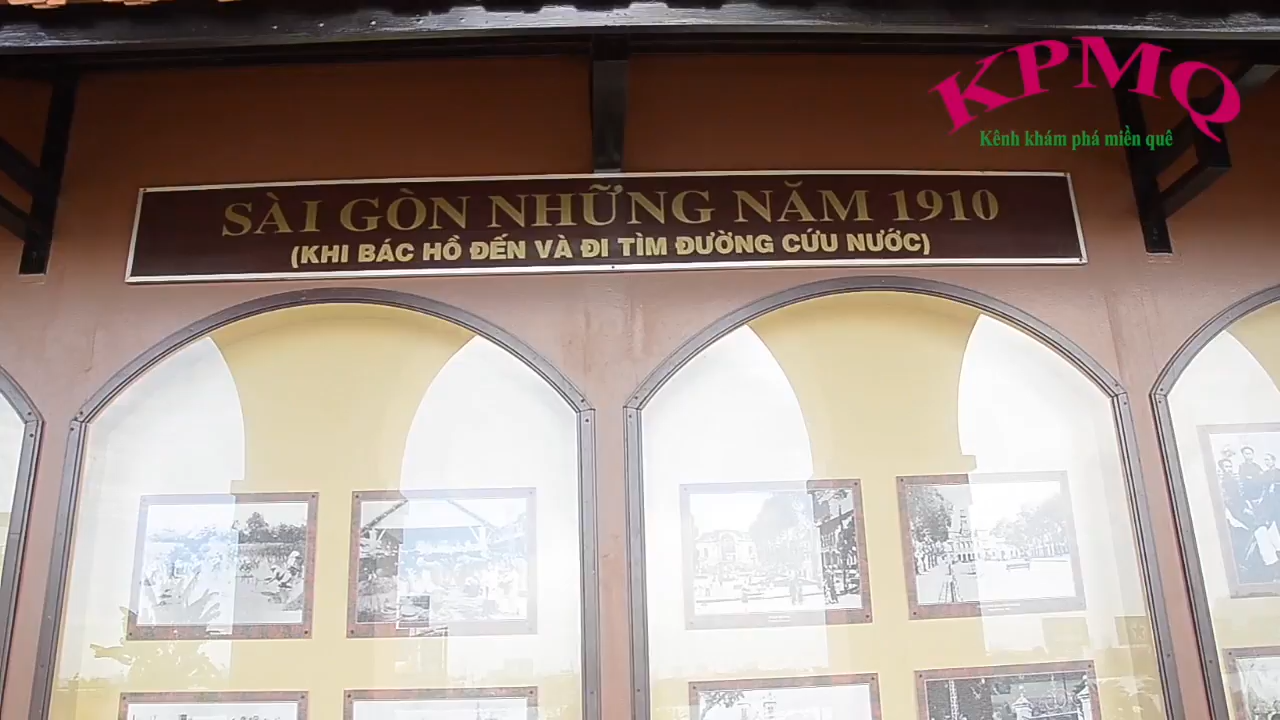 KPMQ
Kênh khám phá miền quê
SÀI GÒN NHỮNG NĂM 1910
(KHI BÁC HỒ ĐẾN VÀ ĐI TÌM ĐƯỜNG CỨU NƯỚC)